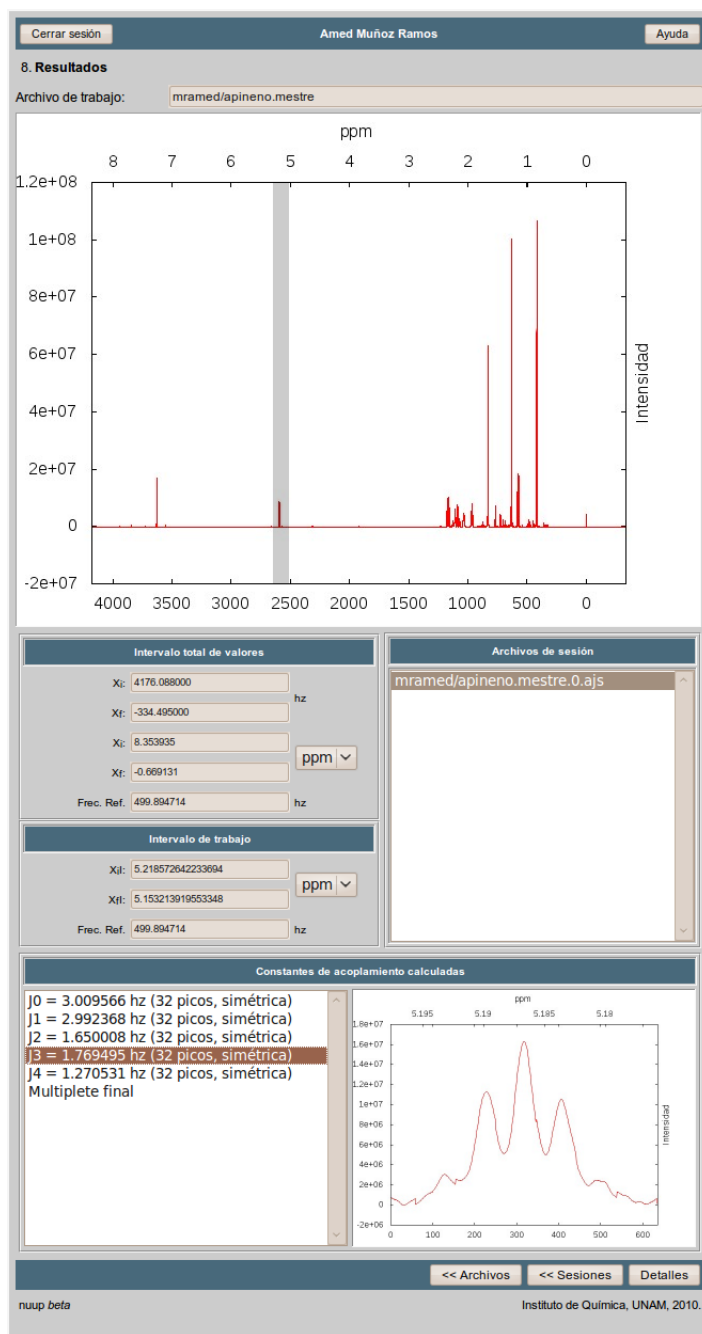 Cerrar sesión Amed Muñoz Ramos Ayuda
8. Resultados
Archivo de trabajo: mramed/apineno.mestre
ppm
8 7 6 5 4 3 2 1 0
1.2e+08
1e+08
8e+07
6e+07
4e+07
2e+07
0
-2e+07
Intensidad
4000 3500 3000 2500 2000 1500 1000 500 0
Intervalo total de valores
Xi: 4176.088000
hz
Xf: -334.495000
Xi: 8.353935
ppm
Xf: -0.669131
Frec. Ref. 499.894714 hz
Intervalo de trabajo
XiI: 5.218572642233694
ppm
XfI: 5.153213919553348
Frec. Ref. 499.894714 hz
Archivos de sesión
mramed/apineno.mestre.0.ajs
Constantes de acoplamiento calculadas
J0 = 3.009566 hz (32 picos, simétrica)
J1 = 2.992368 hz (32 picos, simétrica)
J2 = 1.650008 hz (32 picos, simétrica)
J3 = 1.769495 hz (32 picos, simétrica)
J4 = 1.270531 hz (32 picos, simétrica)
Multiplete final
ppm
5.195 5.19 5.185 5.18
1.8e+07
1.6e+07
1.4e+07
1.2e+07
1e+07
8e+06
6e+06
4e+06
2e+06
0
-2e+06
Intensidad
0 100 200 300 400 500 600
<< Archivos << Sesiones Detalles
nuup beta Instituto de Química, UNAM, 2010.